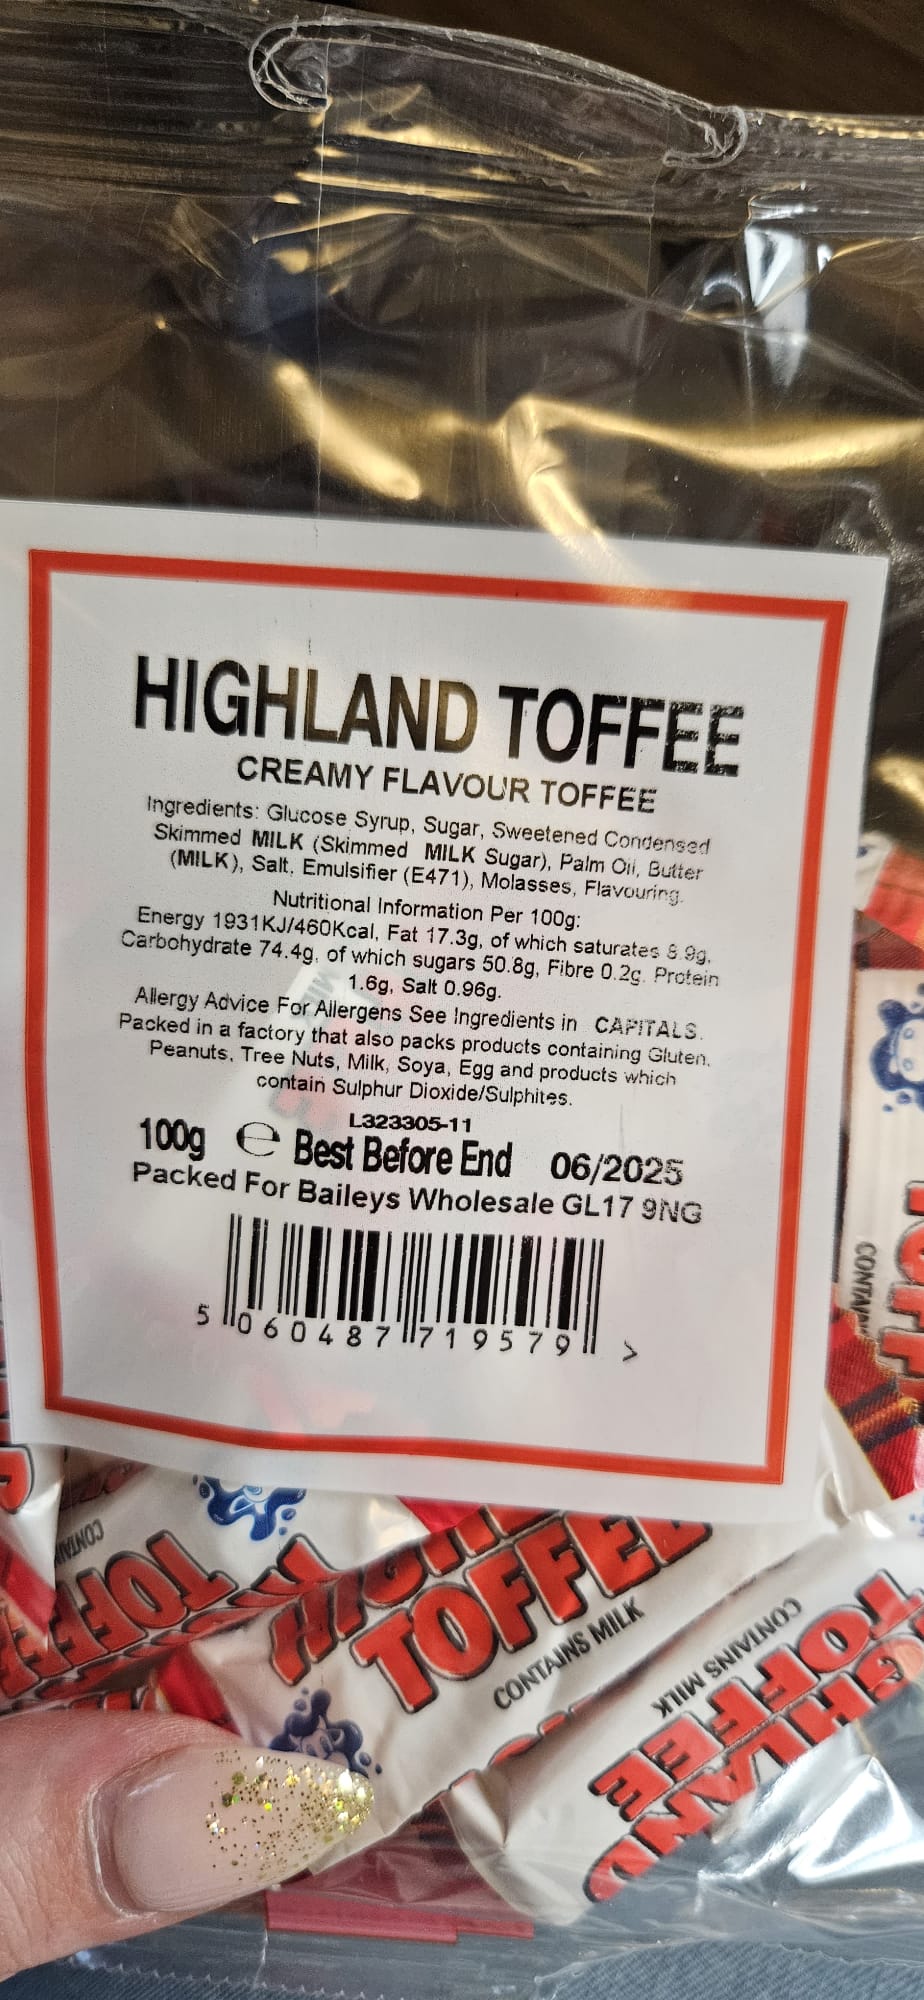 HIGHLAND TOFFEE
CREAMY FLAVOUR TOFFEE
Ingredients: Glucose Syrup, Sugar, Sweetened Condensed
Skimmed MILK (Skimmed MILK Sugar), Palm Oil, Butter
(MILK), Salt, Emulsifier (E471), Molasses, Flavouring.
Nutritional Information Per 100g:
Energy 1931KJ/460Kcal, Fat 17.3g, of which saturates 8.9g,
Carbohydrate 74.4g, of which sugars 50.8g, Fibre 0.2g, Protein
1.6g, Salt 0.96g.
Allergy Advice For Allergens See Ingredients in CAPITALS.
Packed in a factory that also packs products containing Gluten,
Peanuts, Tree Nuts, Milk, Soya, Egg and products which
contain Sulphur Dioxide/Sulphites.
L323305-11
100g e Best Before End 06/2025
Packed For Baileys Wholesale GL17 9NG
5 060487 719579 >
TOFFEE
HIGHLAND
TOFFEE
CONTAINS MILK
HIGHLAND
TOFFEE
CONTAINS MILK